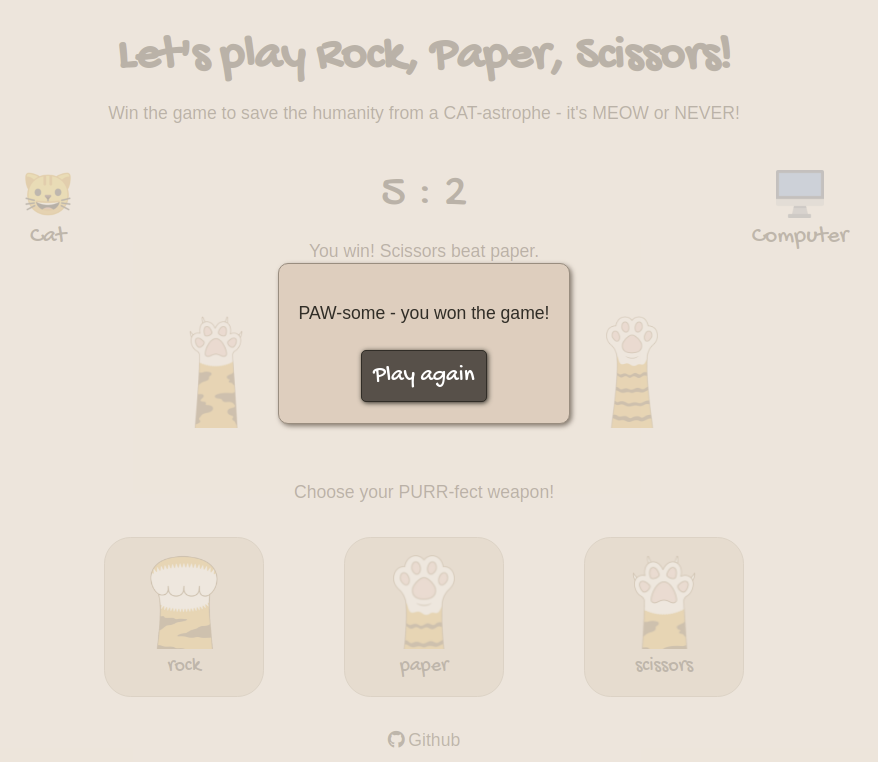 Let's play Rock, Paper, Scissors!
Win the game to save the humanity from a CAT-astrophe - it's MEOW or NEVER!
5 : 2
Cat
Computer
You win! Scissors beat paper.
PAW-some - you won the game!
Play again
Choose your PURR-fect weapon!
rock
paper
scissors
Github